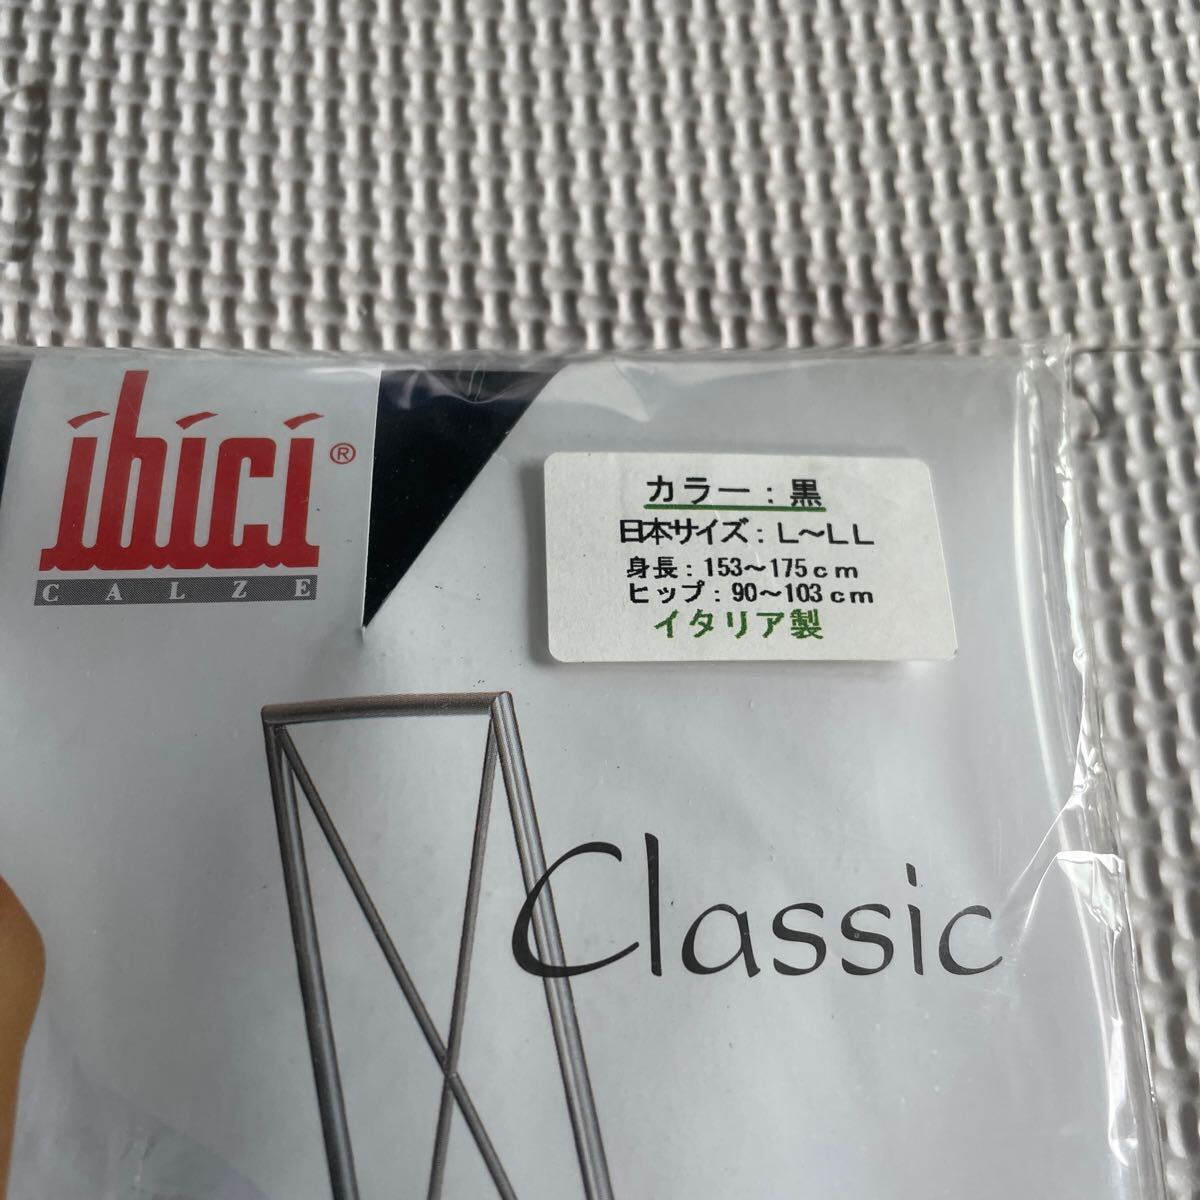 ihici®
CALZE
カラー：黒
日本サイズ：L〜LL
身長：153〜175cm
ヒップ：90〜103cm
イタリア製
Classic